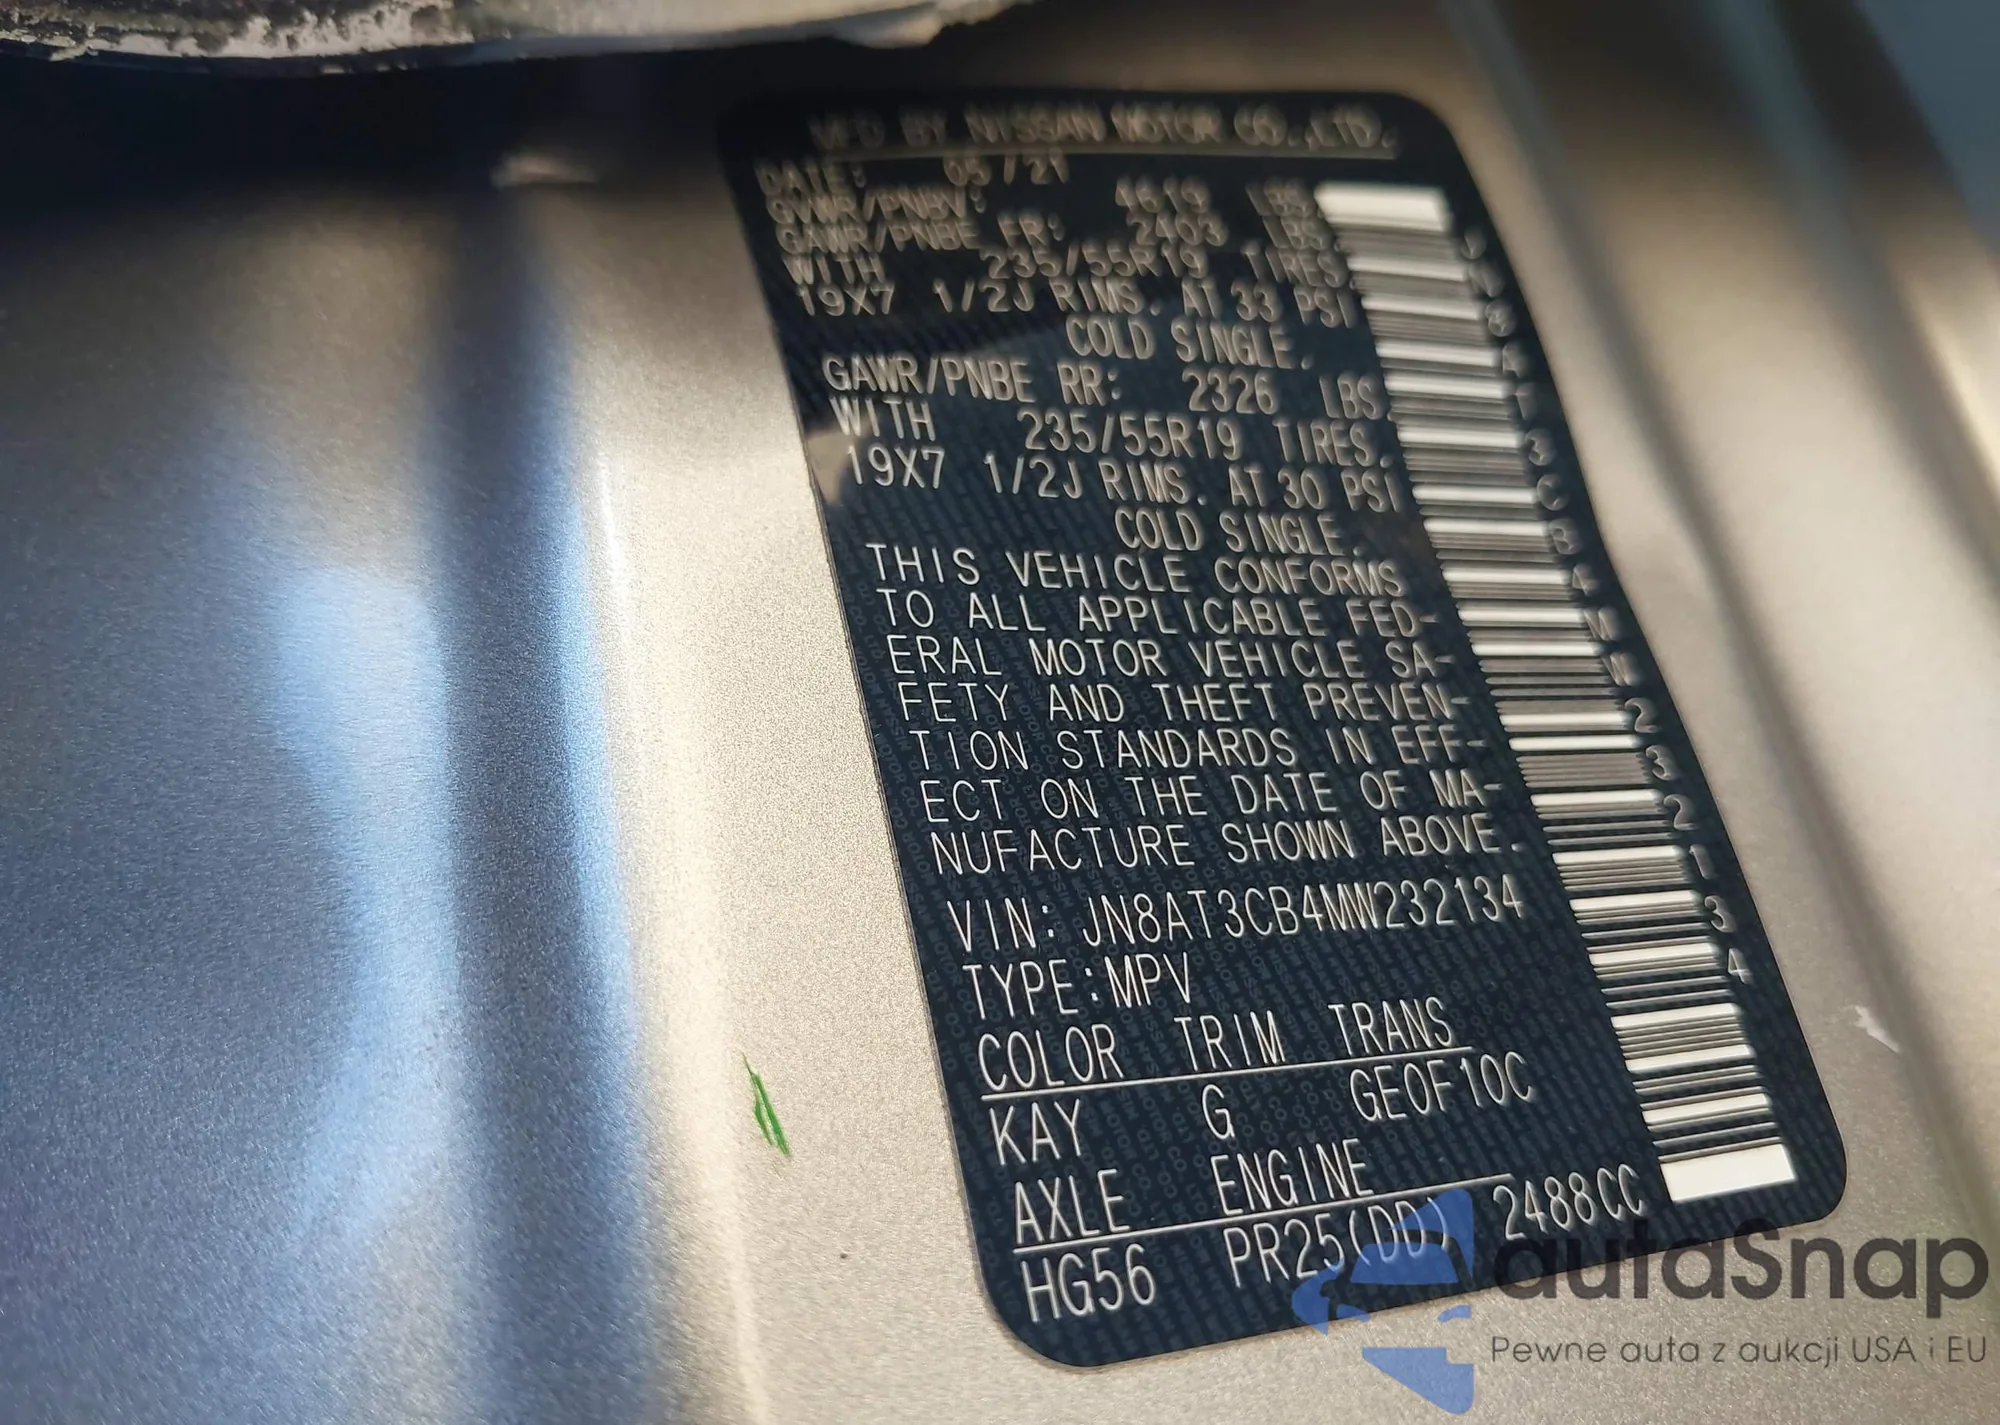 MFD BY NISSAN MOTOR CO.,LTD.
DATE: 05/21
GVWR/PNBV: 4619 LBS
GAWR/PNBE FR: 2403 LBS
WITH 235/55R19 TIRES
19X7 1/2J RIMS. AT 33 PSI
COLD SINGLE.
GAWR/PNBE RR: 2326 LBS
WITH 235/55R19 TIRES.
19X7 1/2J RIMS. AT 30 PSI
COLD SINGLE.
THIS VEHICLE CONFORMS
TO ALL APPLICABLE FED-
ERAL MOTOR VEHICLE SA-
FETY AND THEFT PREVEN-
TION STANDARDS IN EFF-
ECT ON THE DATE OF MA-
NUFACTURE SHOWN ABOVE.
VIN: JN8AT3CB4MW232134
TYPE:MPV
COLOR TRIM TRANS
KAY G GE0F10C
AXLE ENGINE
HG56 PR25(DD) 2488CC
JN8AT3CB4MW232134
autaSnap
Pewne auta z aukcji USA i EU